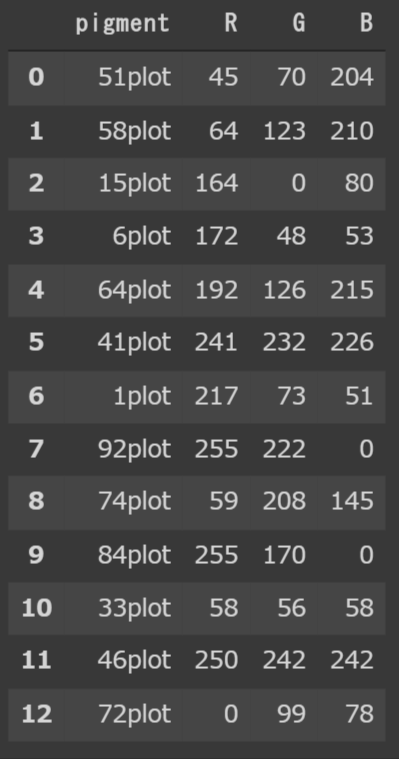 pigment R G B
0 51plot 45 70 204
1 58plot 64 123 210
2 15plot 164 0 80
3 6plot 172 48 53
4 64plot 192 126 215
5 41plot 241 232 226
6 1plot 217 73 51
7 92plot 255 222 0
8 74plot 59 208 145
9 84plot 255 170 0
10 33plot 58 56 58
11 46plot 250 242 242
12 72plot 0 99 78